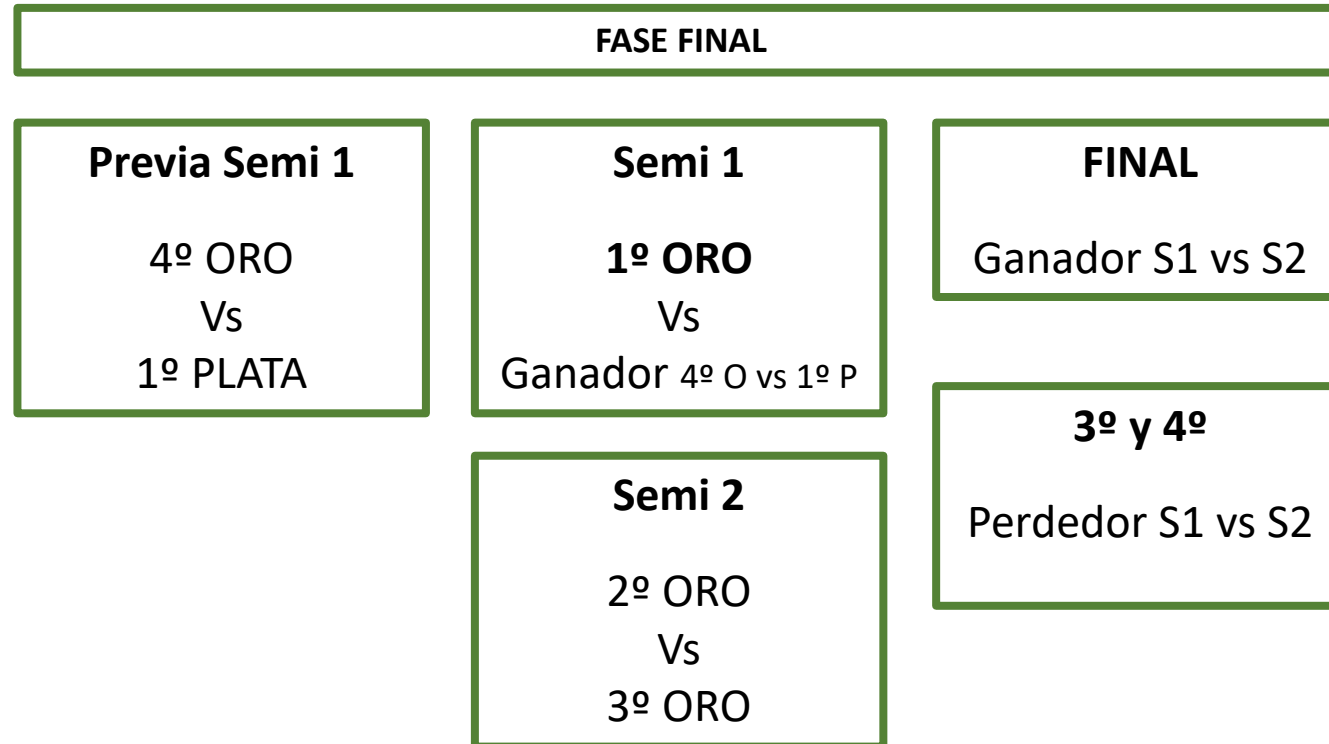 FASE FINAL
Previa Semi 1
4º ORO
Vs
1º PLATA
Semi 1
1º ORO
Vs
Ganador 4º O vs 1º P
Semi 2
2º ORO
Vs
3º ORO
FINAL
Ganador S1 vs S2
3º y 4º
Perdedor S1 vs S2